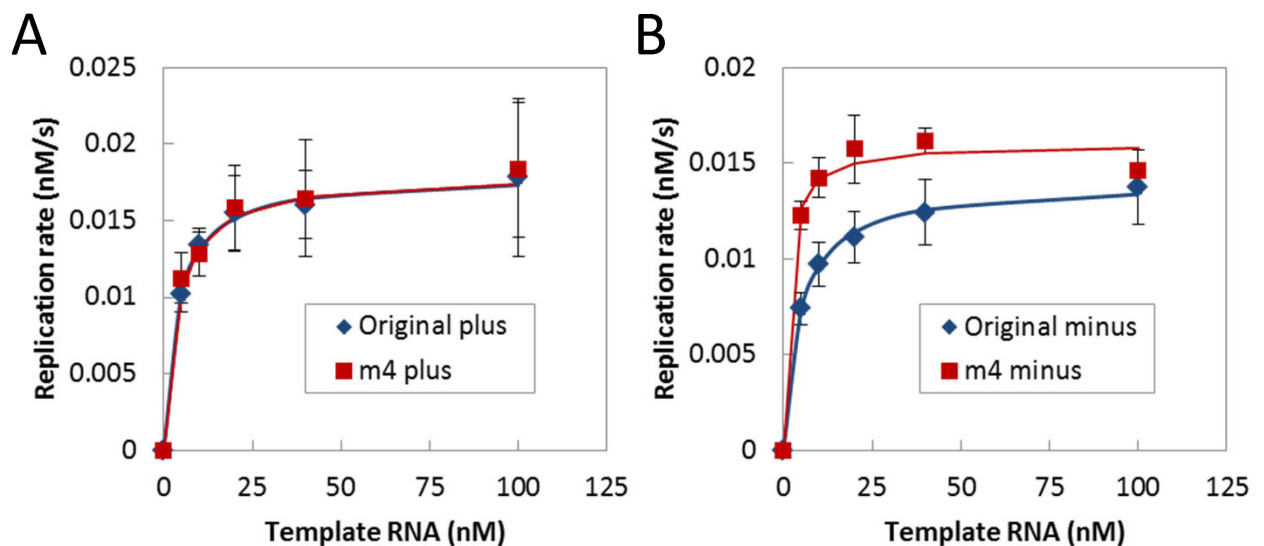 A
0.025
0.02
0.015
0.01
0.005
0
Replication rate (nM/s)
Original plus
m4 plus
0 25 50 75 100 125
Template RNA (nM)
B
0.02
0.015
0.01
0.005
0
Replication rate (nM/s)
Original minus
m4 minus
0 25 50 75 100 125
Template RNA (nM)